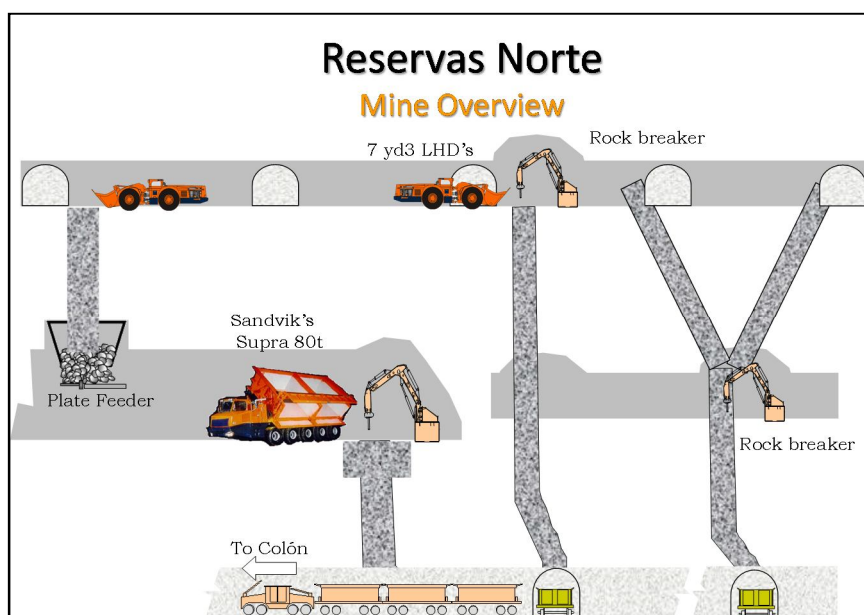 Reservas Norte
Mine Overview
7 yd3 LHD's
Rock breaker
Sandvik's
Supra 80t
Plate Feeder
Rock breaker
To Colón